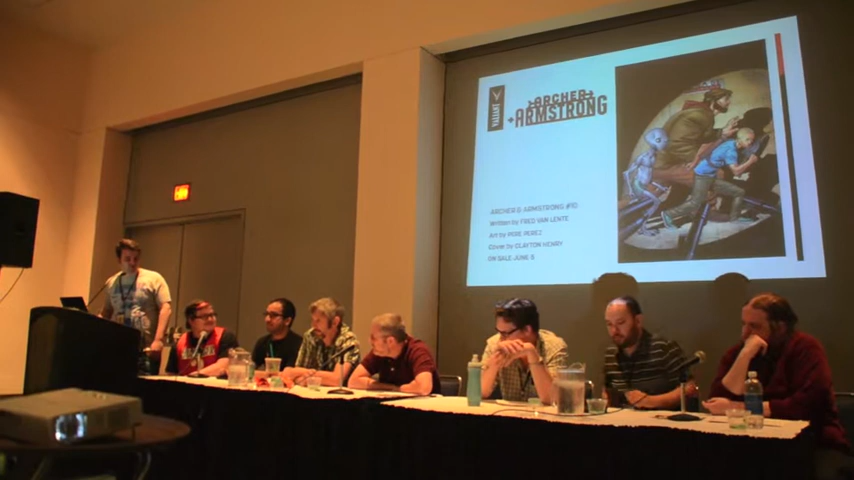 VALIANT
ARCHER
+ARMSTRONG
ARCHER & ARMSTRONG #10
Written by FRED VAN LENTE
Art by PERE PEREZ
Cover by CLAYTON HENRY
ON SALE JUNE
EXIT